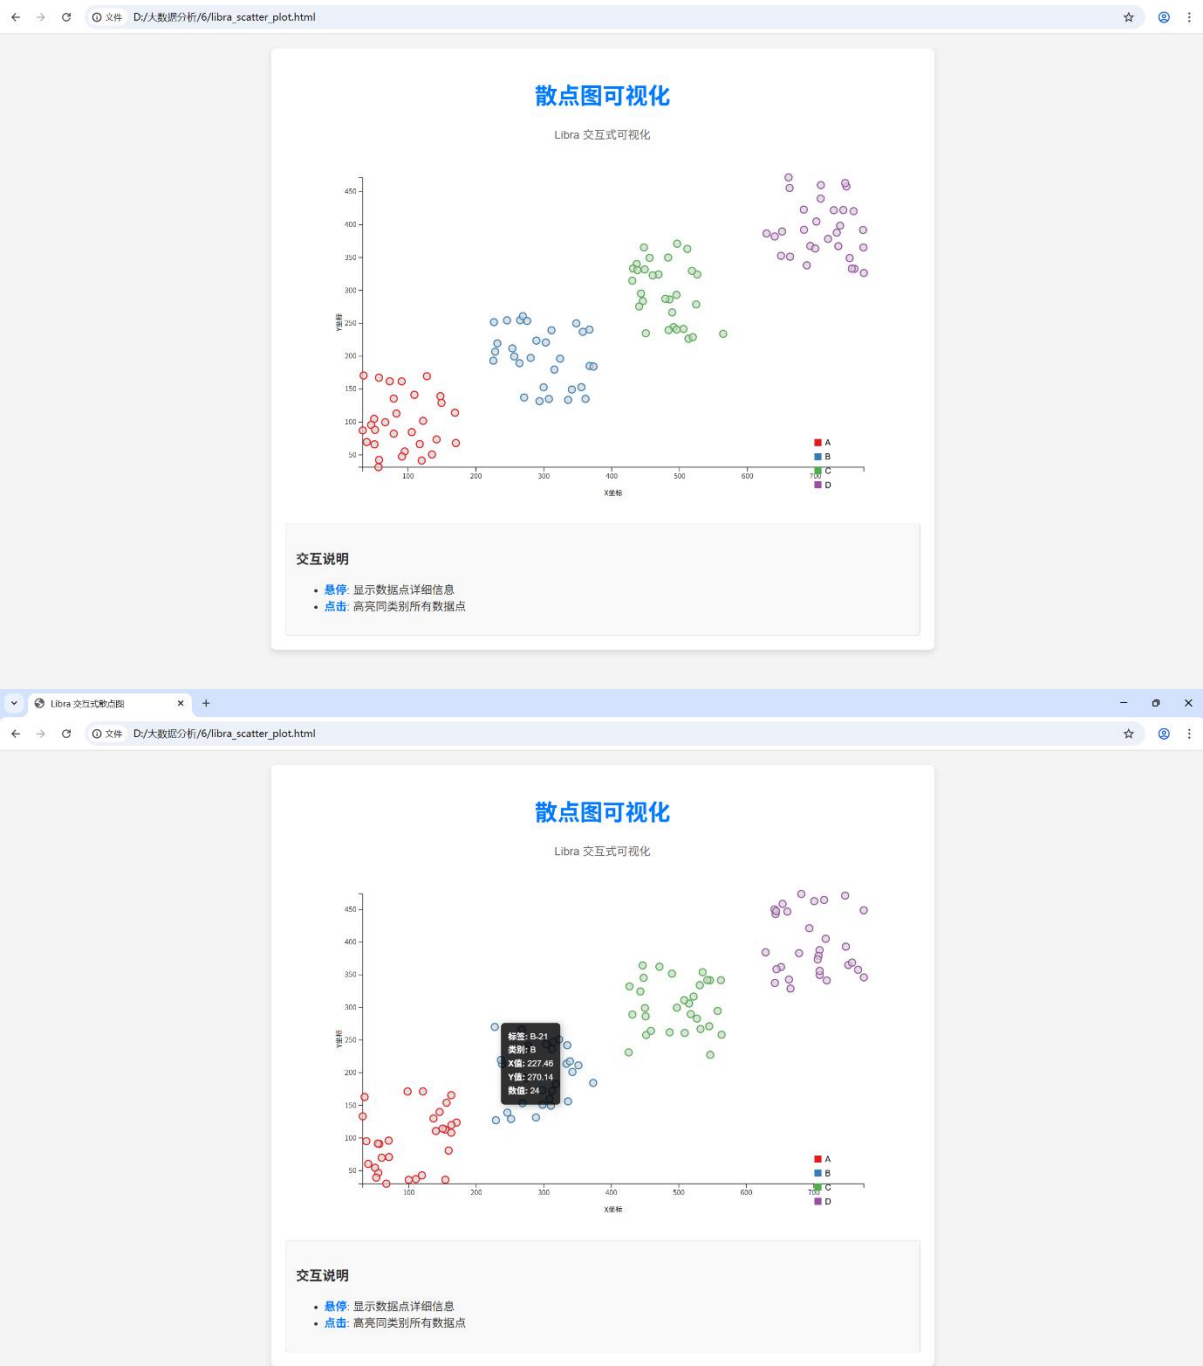 文件 D:/大数据分析/6/libra_scatter_plot.html
散点图可视化
Libra 交互式可视化
450
400
350
300
250
200
150
100
50
Y坐标
100 200 300 400 500 600 700
X坐标
A
B
C
D
交互说明
• 悬停: 显示数据点详细信息
• 点击: 高亮同类别所有数据点
Libra 交互式散点图
文件 D:/大数据分析/6/libra_scatter_plot.html
散点图可视化
Libra 交互式可视化
450
400
350
300
250
200
150
100
50
Y坐标
标签: B-21
类别: B
X值: 227.46
Y值: 270.14
数值: 24
100 200 300 400 500 600 700
X坐标
A
B
C
D
交互说明
• 悬停: 显示数据点详细信息
• 点击: 高亮同类别所有数据点